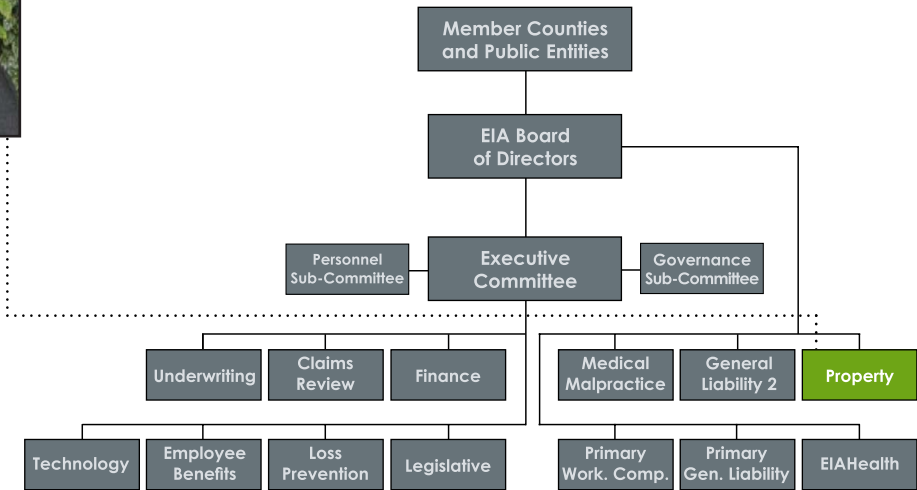 Member Counties
and Public Entities
EIA Board
of Directors
Personnel
Sub-Committee
Executive
Committee
Governance
Sub-Committee
Underwriting
Claims
Review
Finance
Medical
Malpractice
General
Liability 2
Property
Technology
Employee
Benefits
Loss
Prevention
Legislative
Primary
Work. Comp.
Primary
Gen. Liability
EIAHealth